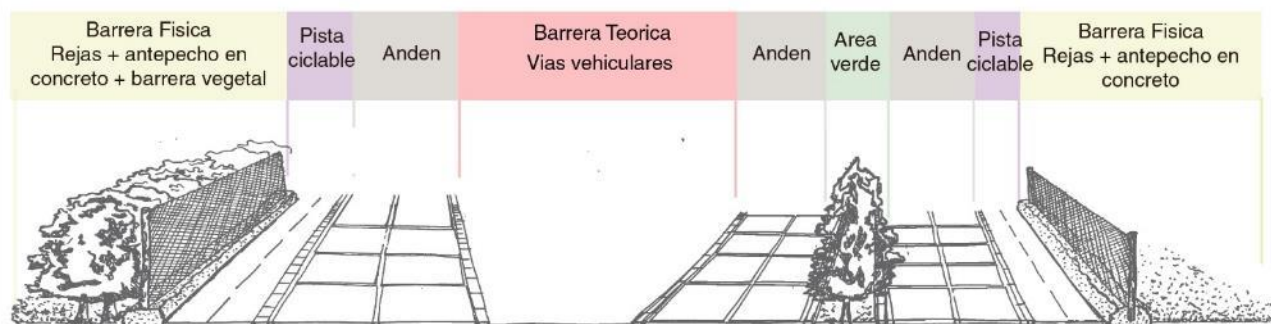 Barrera Fisica
Rejas + antepecho en
concreto + barrera vegetal
Pista
ciclable
Anden
Barrera Teorica
Vias vehiculares
Anden
Area
verde
Anden
Pista
ciclable
Barrera Fisica
Rejas + antepecho en
concreto